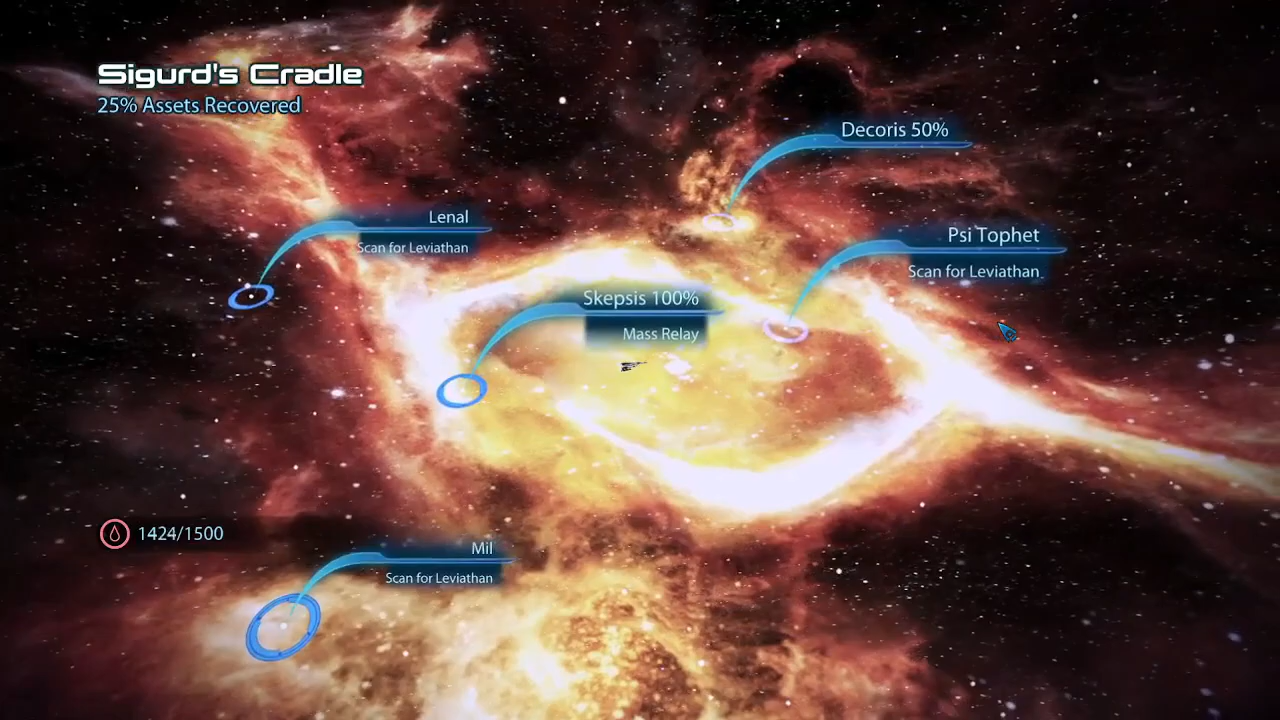 Sigurd's Cradle
25% Assets Recovered
Decoris 50%
Lenal
Scan for Leviathan
Psi Tophet
Scan for Leviathan
Skepsis 100%
Mass Relay
1424/1500
Mil
Scan for Leviathan